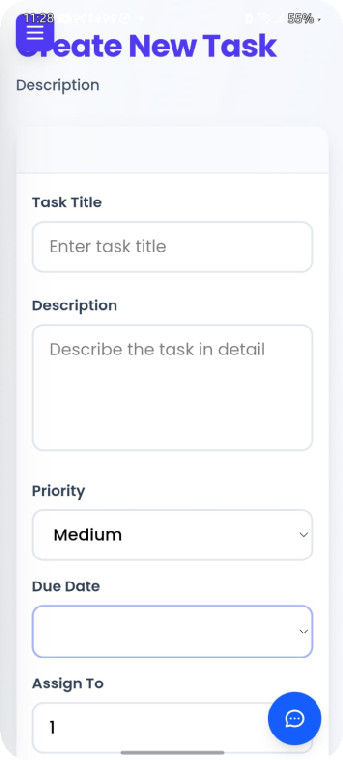 11:28
55%
Create New Task
Description
Task Title
Enter task title
Description
Describe the task in detail
Priority
Medium
Due Date
Assign To
1